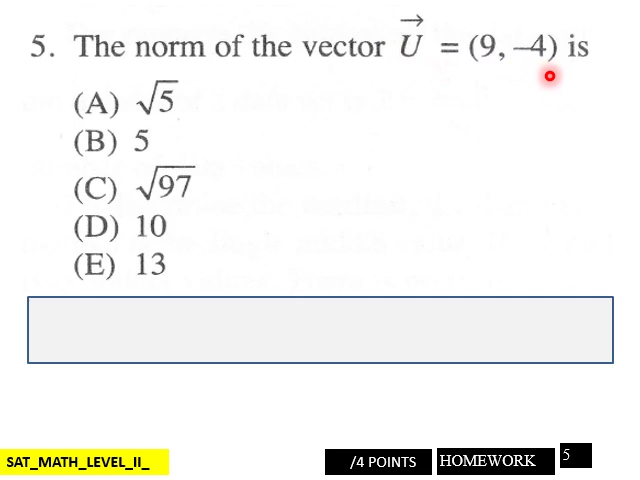 5. The norm of the vector U⃗ = (9, –4) is
(A) √5
(B) 5
(C) √97
(D) 10
(E) 13
SAT_MATH_LEVEL_II_
/4 POINTS HOMEWORK 5